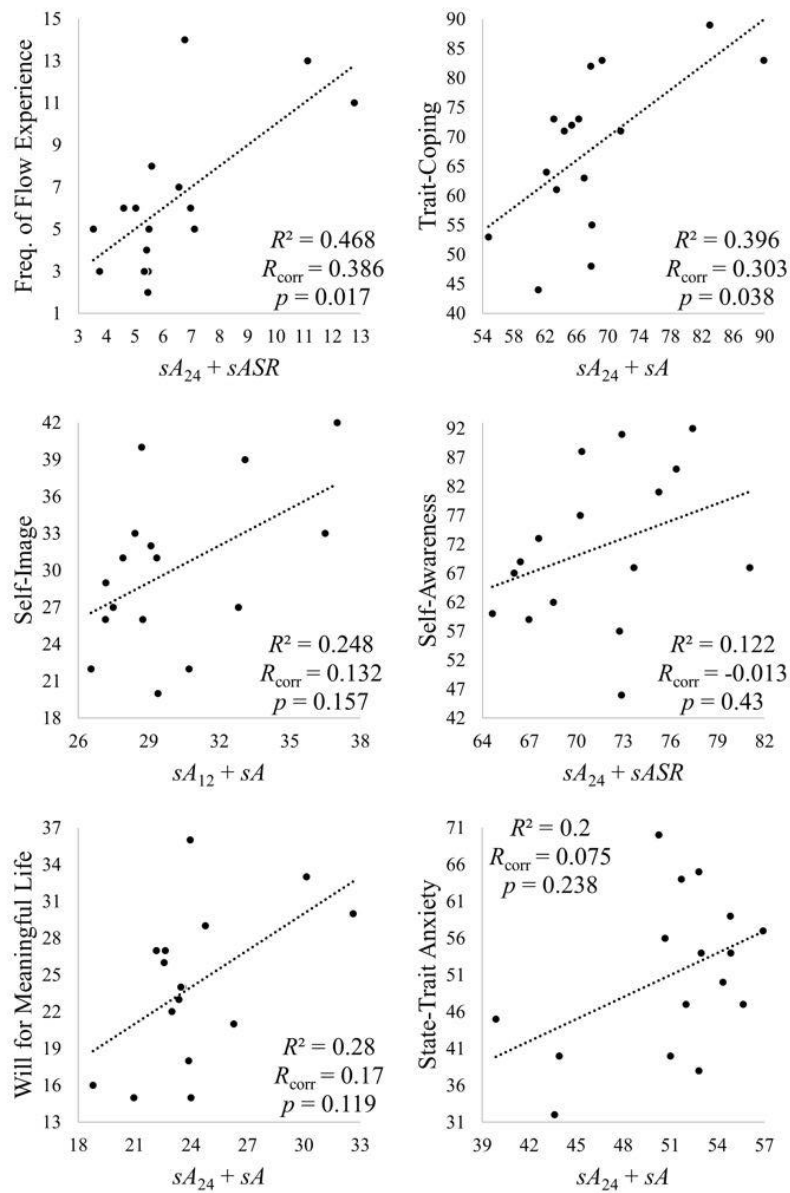 Freq. of Flow Experience
15
13
11
9
7
5
3
1
R² = 0.468
Rcorr = 0.386
p = 0.017
3 4 5 6 7 8 9 10 11 12 13
sA24 + sASR
Trait-Coping
90
85
80
75
70
65
60
55
50
45
40
R² = 0.396
Rcorr = 0.303
p = 0.038
54 58 62 66 70 74 78 82 86 90
sA24 + sA
Self-Image
42
39
36
33
30
27
24
21
18
R² = 0.248
Rcorr = 0.132
p = 0.157
26 29 32 35 38
sA12 + sA
Self-Awareness
92
87
82
77
72
67
62
57
52
47
42
R² = 0.122
Rcorr = -0.013
p = 0.43
64 67 70 73 76 79 82
sA24 + sASR
Will for Meaningful Life
37
34
31
28
25
22
19
16
13
R² = 0.28
Rcorr = 0.17
p = 0.119
18 21 24 27 30 33
sA24 + sA
State-Trait Anxiety
71
66
61
56
51
46
41
36
31
R² = 0.2
Rcorr = 0.075
p = 0.238
39 42 45 48 51 54 57
sA24 + sA